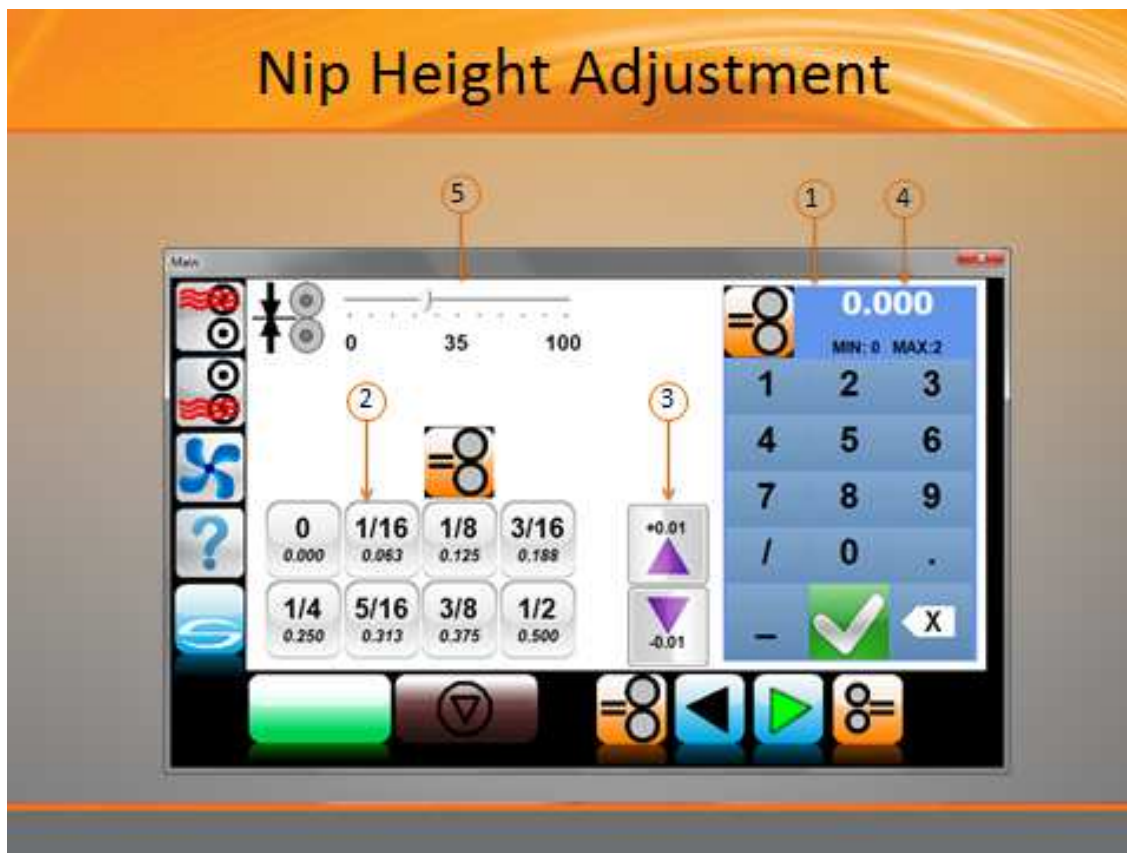 Nip Height Adjustment
5
1
4
Main
0.000
MIN: 0 MAX:2
0 35 100
1 2 3
2
3
4 5 6
7 8 9
0
0.000
1/16
0.063
1/8
0.125
3/16
0.188
+0.01
/ 0 .
1/4
0.250
5/16
0.313
3/8
0.375
1/2
0.500
-0.01
– X
?